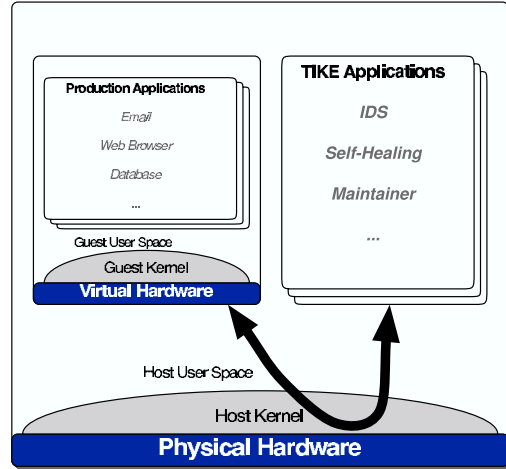 Production Applications
Email
Web Browser
Database
...
Guest User Space
Guest Kernel
Virtual Hardware
TIKE Applications
IDS
Self-Healing
Maintainer
...
Host User Space
Host Kernel
Physical Hardware